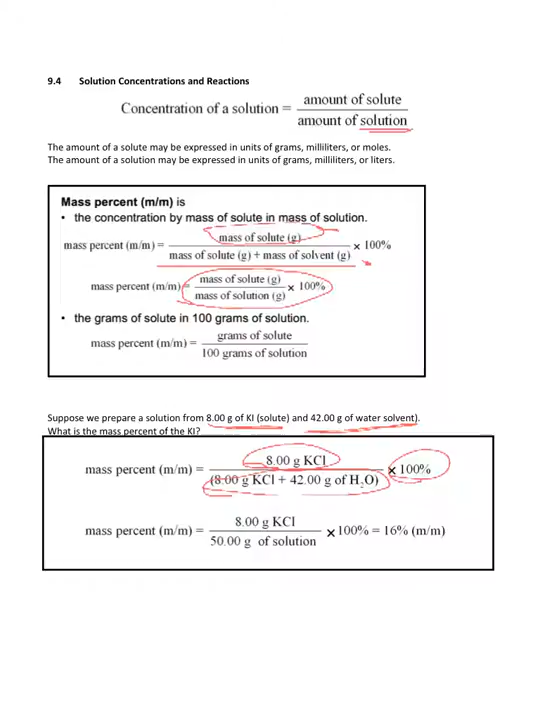 9.4 Solution Concentrations and Reactions
Concentration of a solution = amount of solute / amount of solution
The amount of a solute may be expressed in units of grams, milliliters, or moles.
The amount of a solution may be expressed in units of grams, milliliters, or liters.
Mass percent (m/m) is
• the concentration by mass of solute in mass of solution.
mass percent (m/m) = mass of solute (g) / mass of solute (g) + mass of solvent (g) × 100%
mass percent (m/m) = mass of solute (g) / mass of solution (g) × 100%
• the grams of solute in 100 grams of solution.
mass percent (m/m) = grams of solute / 100 grams of solution
Suppose we prepare a solution from 8.00 g of KI (solute) and 42.00 g of water solvent).
What is the mass percent of the KI?
mass percent (m/m) = 8.00 g KCl / (8.00 g KCl + 42.00 g of H₂O) × 100%
mass percent (m/m) = 8.00 g KCl / 50.00 g of solution × 100% = 16% (m/m)